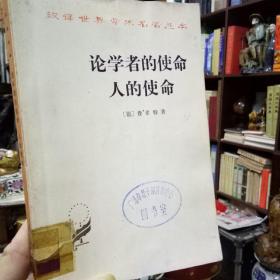 汉译世界学术名著丛书
论学者的使命
人的使命
〔德〕费希特 著
图书室